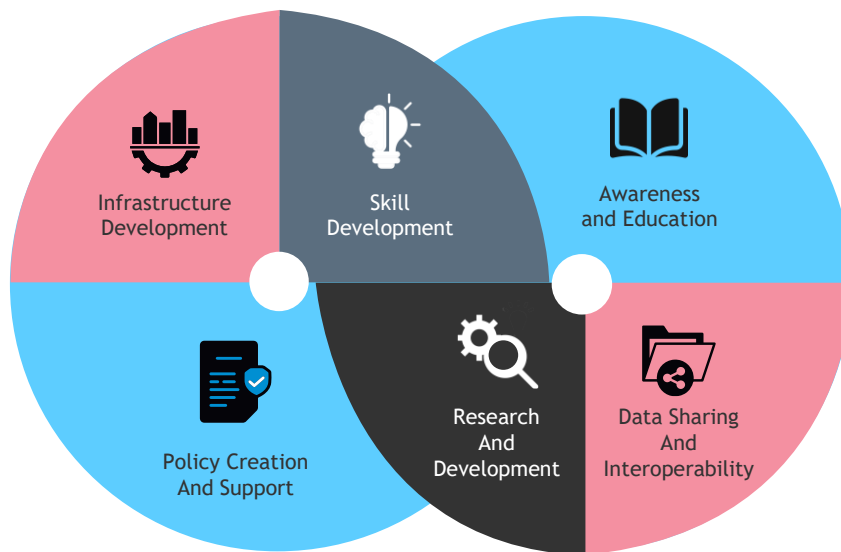 Infrastructure
Development
Skill
Development
Awareness
and Education
Policy Creation
And Support
Research
And
Development
Data Sharing
And
Interoperability